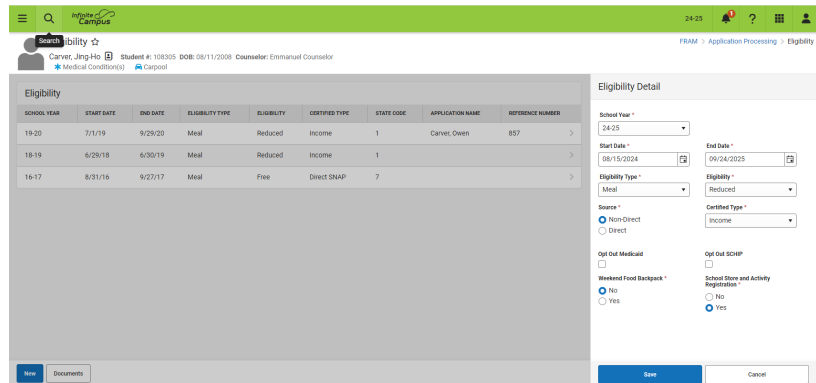 Infinite Campus
24-25
1
?
Search
ibility
FRAM > Application Processing > Eligibility
Carver, Jing-Ho Student #: 108305 DOB: 08/11/2008 Counselor: Emmanuel Counselor
Medical Condition(s) Carpool
Eligibility
SCHOOL YEAR START DATE END DATE ELIGIBILITY TYPE ELIGIBILITY CERTIFIED TYPE STATE CODE APPLICATION NAME REFERENCE NUMBER
19-20 7/1/19 9/29/20 Meal Reduced Income 1 Carver, Owen 857
18-19 6/29/18 6/30/19 Meal Reduced Income 1
16-17 8/31/16 9/27/17 Meal Free Direct SNAP 7
New Documents
Eligibility Detail
School Year *
24-25
Start Date * End Date *
08/15/2024 09/24/2025
Eligibility Type * Eligibility *
Meal Reduced
Source * Certified Type *
Non-Direct Income
Direct
Opt Out Medicaid Opt Out SCHIP
Weekend Food Backpack * School Store and Activity
Registration *
No No
Yes Yes
Save Cancel